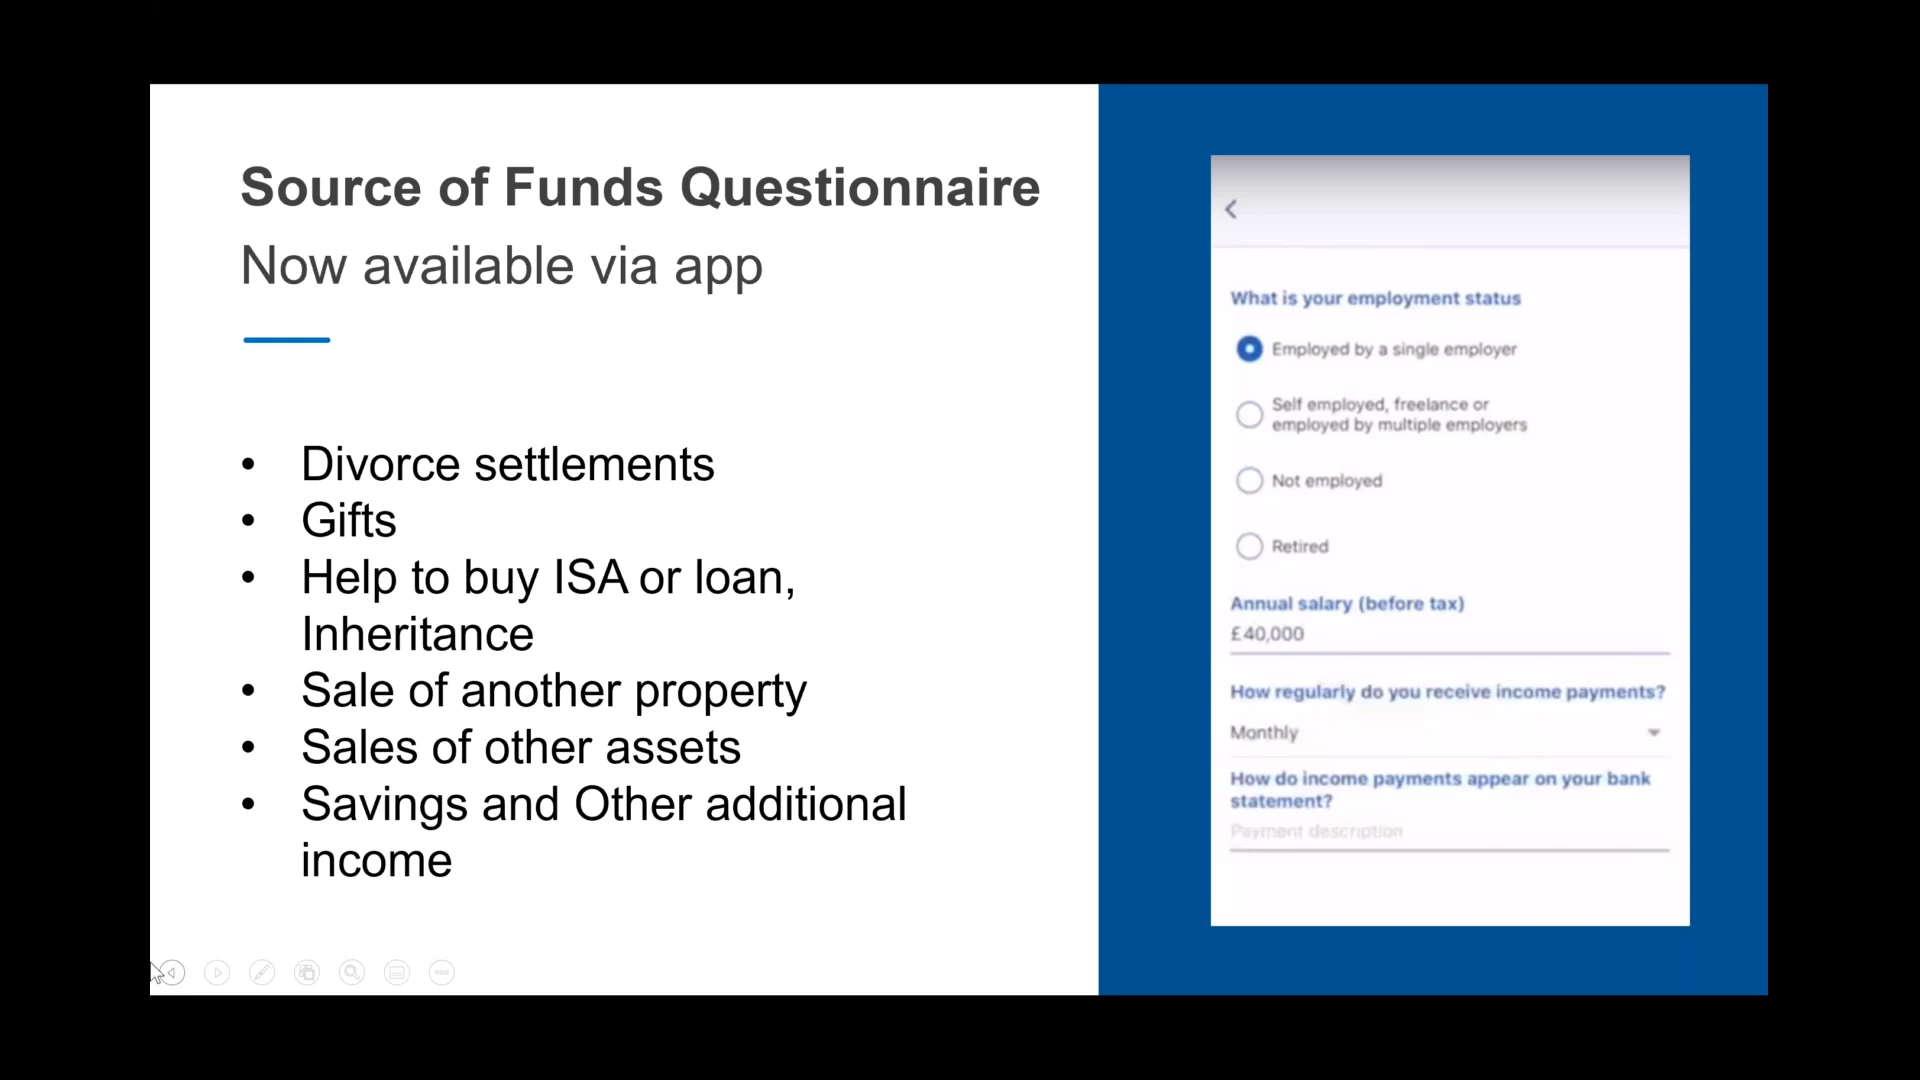 Source of Funds Questionnaire
Now available via app
• Divorce settlements
• Gifts
• Help to buy ISA or loan,
Inheritance
• Sale of another property
• Sales of other assets
• Savings and Other additional
income
What is your employment status
Employed by a single employer
Self employed, freelance or
employed by multiple employers
Not employed
Retired
Annual salary (before tax)
£40,000
How regularly do you receive income payments?
Monthly
How do income payments appear on your bank
statement?
Payment description